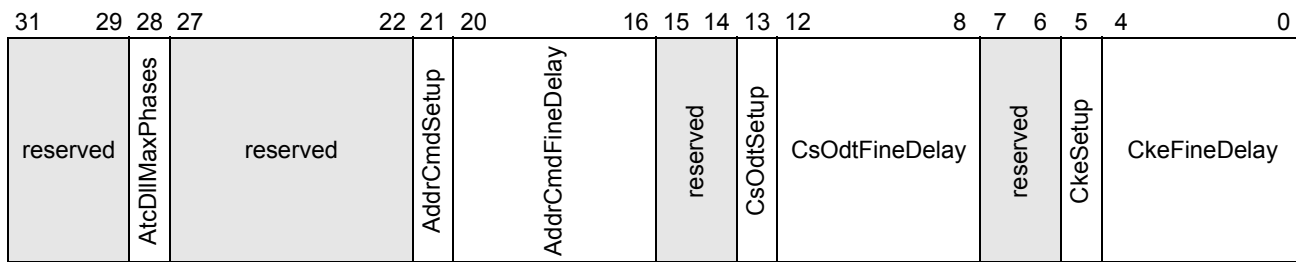 31 29 28 27 22 21 20 16 15 14 13 12 8 7 6 5 4 0
reserved
AtcDllMaxPhases
reserved
AddrCmdSetup
AddrCmdFineDelay
reserved
CsOdtSetup
CsOdtFineDelay
reserved
CkeSetup
CkeFineDelay